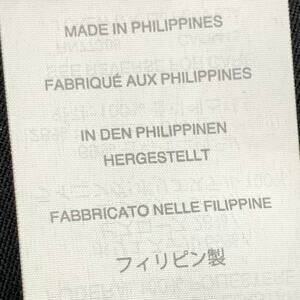 MADE IN PHILIPPINES
FABRIQUÉ AUX PHILIPPINES
IN DEN PHILIPPINEN
HERGESTELLT
FABBRICATO NELLE FILIPPINE
フィリピン製